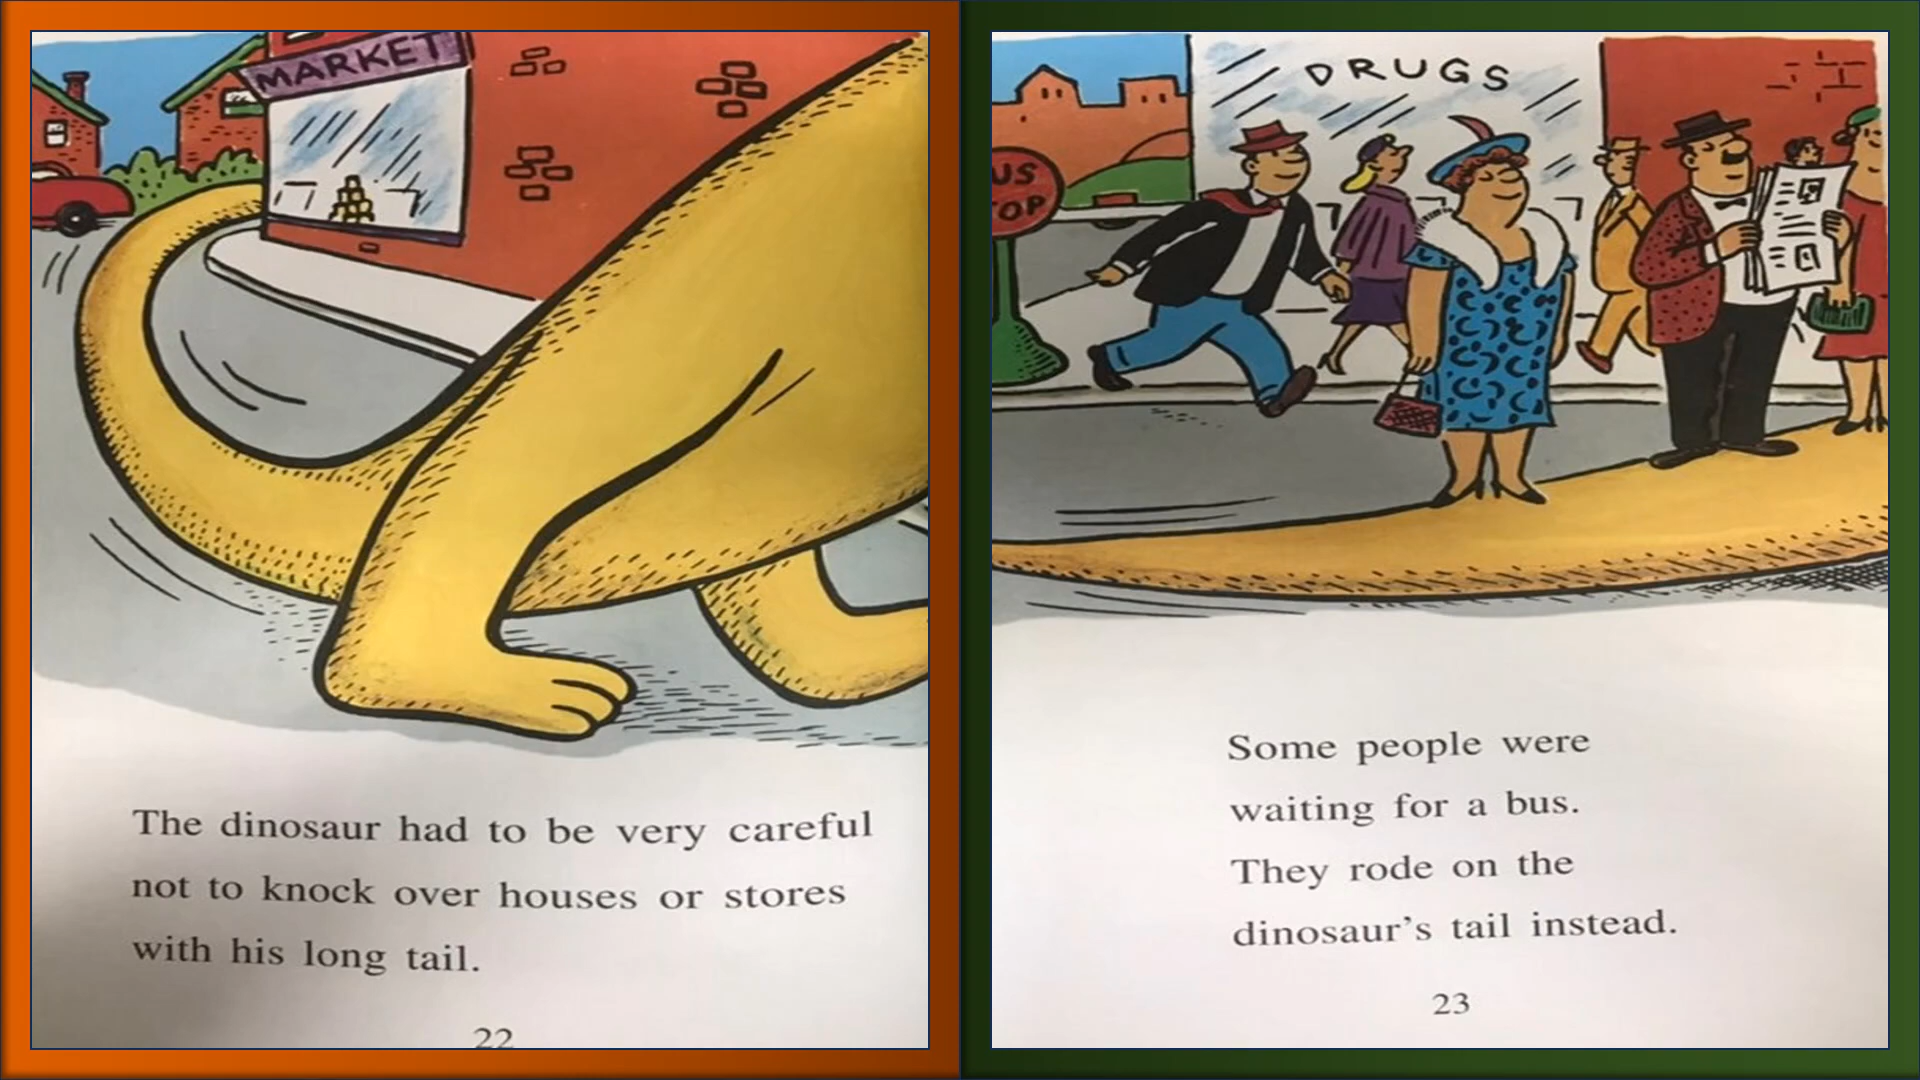 MARKET
The dinosaur had to be very careful
not to knock over houses or stores
with his long tail.
22
DRUGS
US
OP
Some people were
waiting for a bus.
They rode on the
dinosaur's tail instead.
23